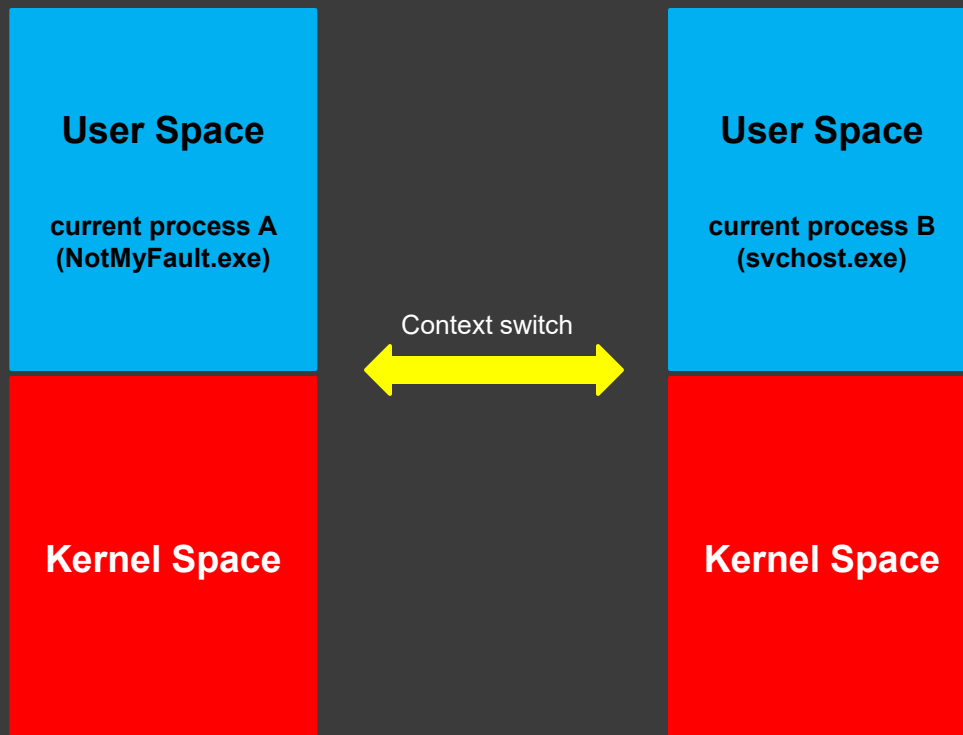 User Space
current process A
(NotMyFault.exe)
Kernel Space
Context switch
User Space
current process B
(svchost.exe)
Kernel Space